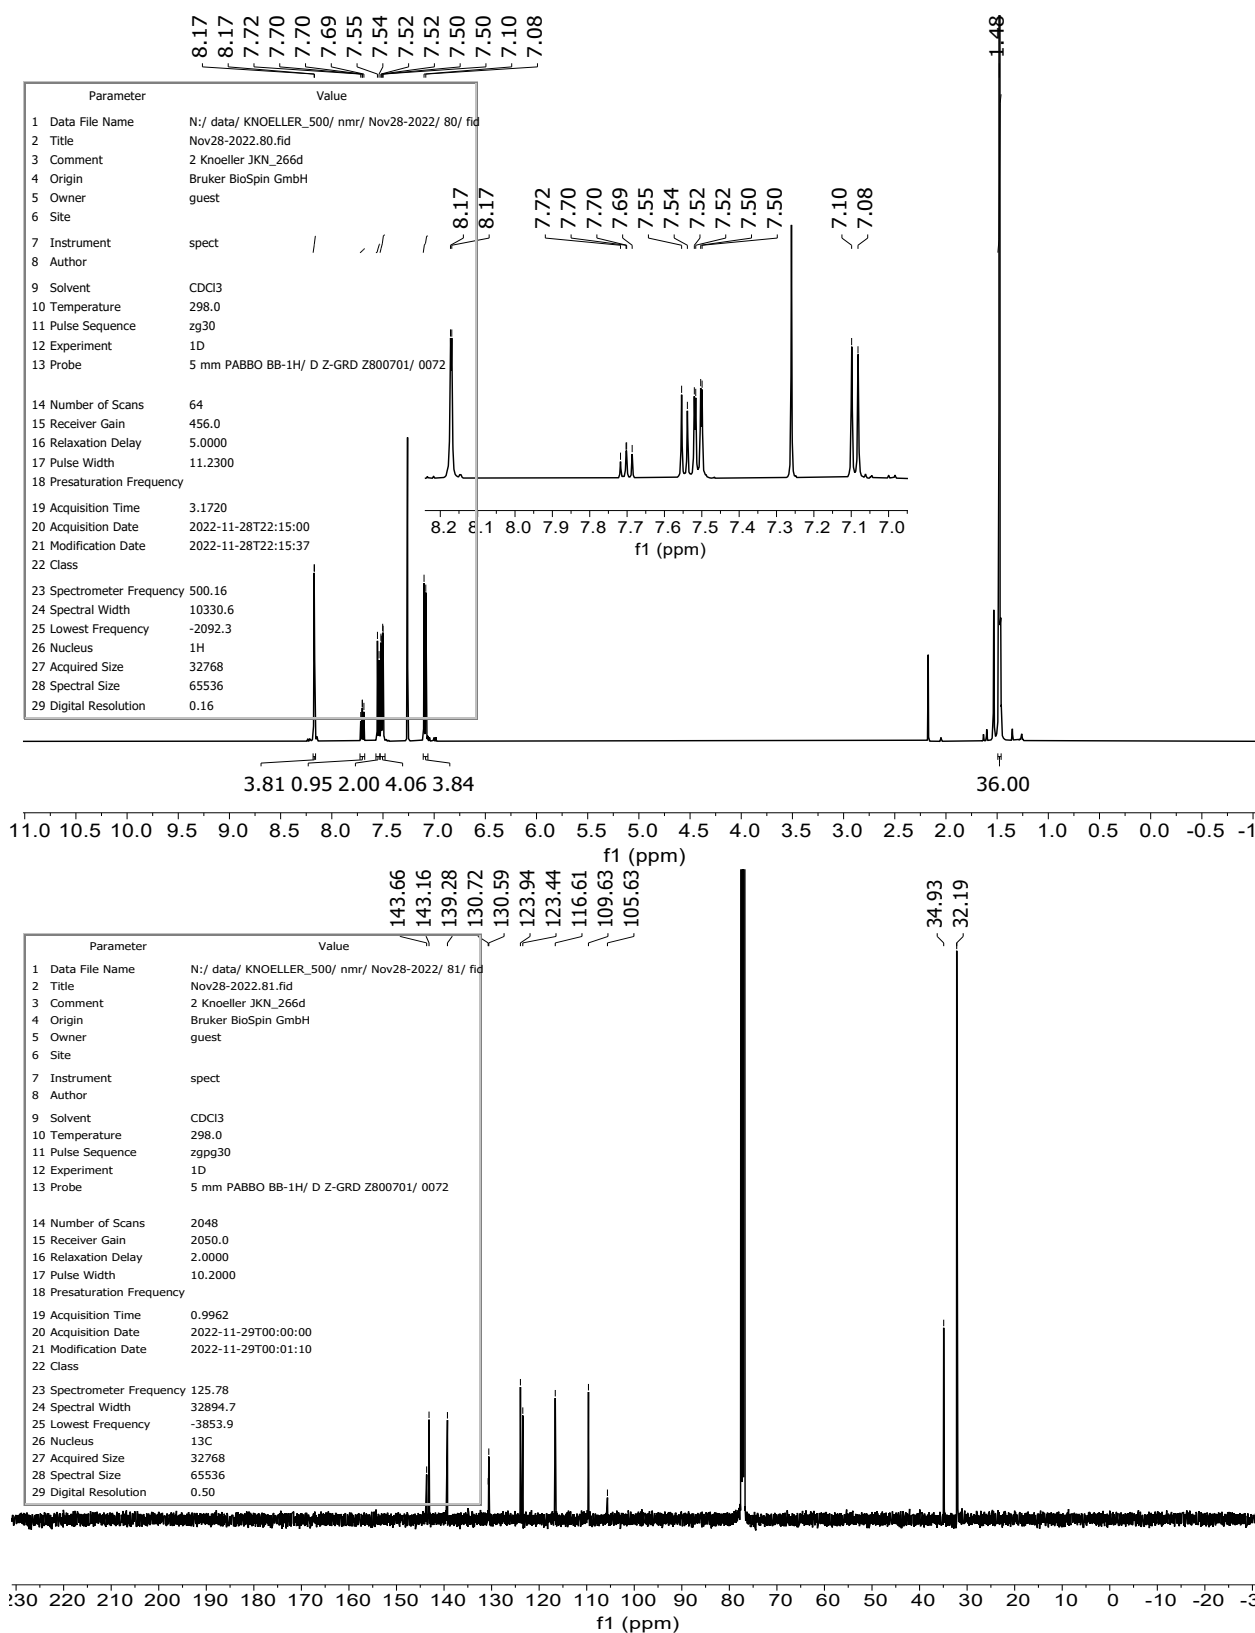 8.17 8.17 7.72 7.70 7.70 7.69 7.55 7.54 7.52 7.52 7.50 7.50 7.10 7.08 1.48
Parameter Value
1 Data File Name N:/ data/ KNOELLER_500/ nmr/ Nov28-2022/ 80/ fid
2 Title Nov28-2022.80.fid
3 Comment 2 Knoeller JKN_266d
4 Origin Bruker BioSpin GmbH
5 Owner guest
6 Site
7 Instrument spect
8 Author
9 Solvent CDCl3
10 Temperature 298.0
11 Pulse Sequence zg30
12 Experiment 1D
13 Probe 5 mm PABBO BB-1H/ D Z-GRD Z800701/ 0072
14 Number of Scans 64
15 Receiver Gain 456.0
16 Relaxation Delay 5.0000
17 Pulse Width 11.2300
18 Presaturation Frequency
19 Acquisition Time 3.1720
20 Acquisition Date 2022-11-28T22:15:00
21 Modification Date 2022-11-28T22:15:37
22 Class
23 Spectrometer Frequency 500.16
24 Spectral Width 10330.6
25 Lowest Frequency -2092.3
26 Nucleus 1H
27 Acquired Size 32768
28 Spectral Size 65536
29 Digital Resolution 0.16
8.17 8.17 7.72 7.70 7.70 7.69 7.55 7.54 7.52 7.52 7.50 7.50 7.10 7.08
8.2 8.1 8.0 7.9 7.8 7.7 7.6 7.5 7.4 7.3 7.2 7.1 7.0
f1 (ppm)
3.81 0.95 2.00 4.06 3.84 36.00
11.0 10.5 10.0 9.5 9.0 8.5 8.0 7.5 7.0 6.5 6.0 5.5 5.0 4.5 4.0 3.5 3.0 2.5 2.0 1.5 1.0 0.5 0.0 -0.5 -1
f1 (ppm)
143.66 143.16 139.28 130.72 130.59 123.94 123.44 116.61 109.63 105.63 34.93 32.19
Parameter Value
1 Data File Name N:/ data/ KNOELLER_500/ nmr/ Nov28-2022/ 81/ fid
2 Title Nov28-2022.81.fid
3 Comment 2 Knoeller JKN_266d
4 Origin Bruker BioSpin GmbH
5 Owner guest
6 Site
7 Instrument spect
8 Author
9 Solvent CDCl3
10 Temperature 298.0
11 Pulse Sequence zgpg30
12 Experiment 1D
13 Probe 5 mm PABBO BB-1H/ D Z-GRD Z800701/ 0072
14 Number of Scans 2048
15 Receiver Gain 2050.0
16 Relaxation Delay 2.0000
17 Pulse Width 10.2000
18 Presaturation Frequency
19 Acquisition Time 0.9962
20 Acquisition Date 2022-11-29T00:00:00
21 Modification Date 2022-11-29T00:01:10
22 Class
23 Spectrometer Frequency 125.78
24 Spectral Width 32894.7
25 Lowest Frequency -3853.9
26 Nucleus 13C
27 Acquired Size 32768
28 Spectral Size 65536
29 Digital Resolution 0.50
230 220 210 200 190 180 170 160 150 140 130 120 110 100 90 80 70 60 50 40 30 20 10 0 -10 -20 -3
f1 (ppm)